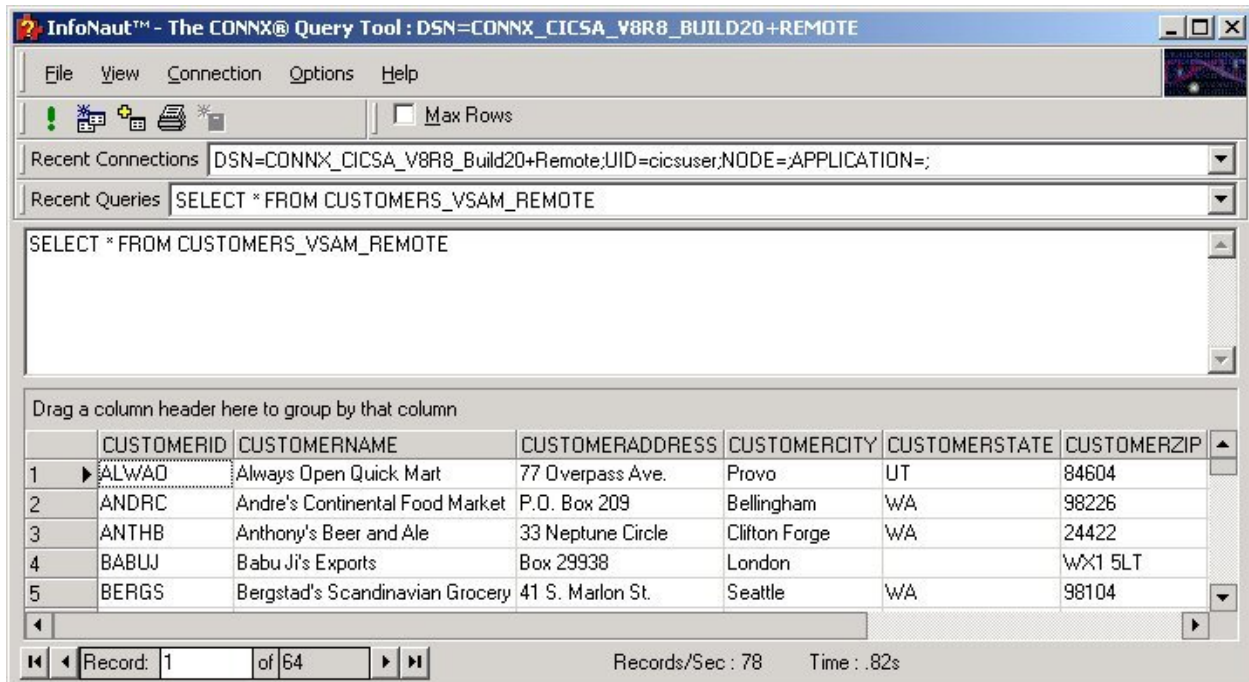 InfoNaut™ - The CONNX® Query Tool : DSN=CONNX_CICSA_V8R8_BUILD20+REMOTE
File View Connection Options Help
Max Rows
Recent Connections DSN=CONNX_CICSA_V8R8_Build20+Remote;UID=cicsuser;NODE=;APPLICATION=;
Recent Queries SELECT * FROM CUSTOMERS_VSAM_REMOTE
SELECT * FROM CUSTOMERS_VSAM_REMOTE
Drag a column header here to group by that column
CUSTOMERID CUSTOMERNAME CUSTOMERADDRESS CUSTOMERCITY CUSTOMERSTATE CUSTOMERZIP
1 ALWAO Always Open Quick Mart 77 Overpass Ave. Provo UT 84604
2 ANDRC Andre's Continental Food Market P.O. Box 209 Bellingham WA 98226
3 ANTHB Anthony's Beer and Ale 33 Neptune Circle Clifton Forge WA 24422
4 BABUJ Babu Ji's Exports Box 29938 London WX1 5LT
5 BERGS Bergstad's Scandinavian Grocery 41 S. Marlon St. Seattle WA 98104
Record: 1 of 64 Records/Sec : 78 Time : .82s